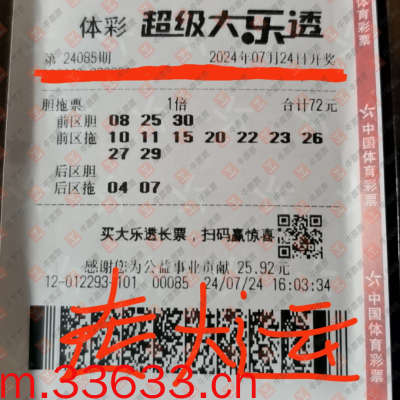 体彩 超级大乐透
第 24085期 2024年07月24日开奖
胆拖票 1倍 合计72元
前区胆 08 25 30
前区拖 10 11 15 20 22 23 26
27 29
后区胆
后区拖 04 07
买大乐透长票，扫码赢惊喜
感谢您为公益事业贡献 25.92元
12-012293-101 00085 24/07/24 16:03:34
走大运
m.33633.ch
中国体育彩票
中国体育彩票